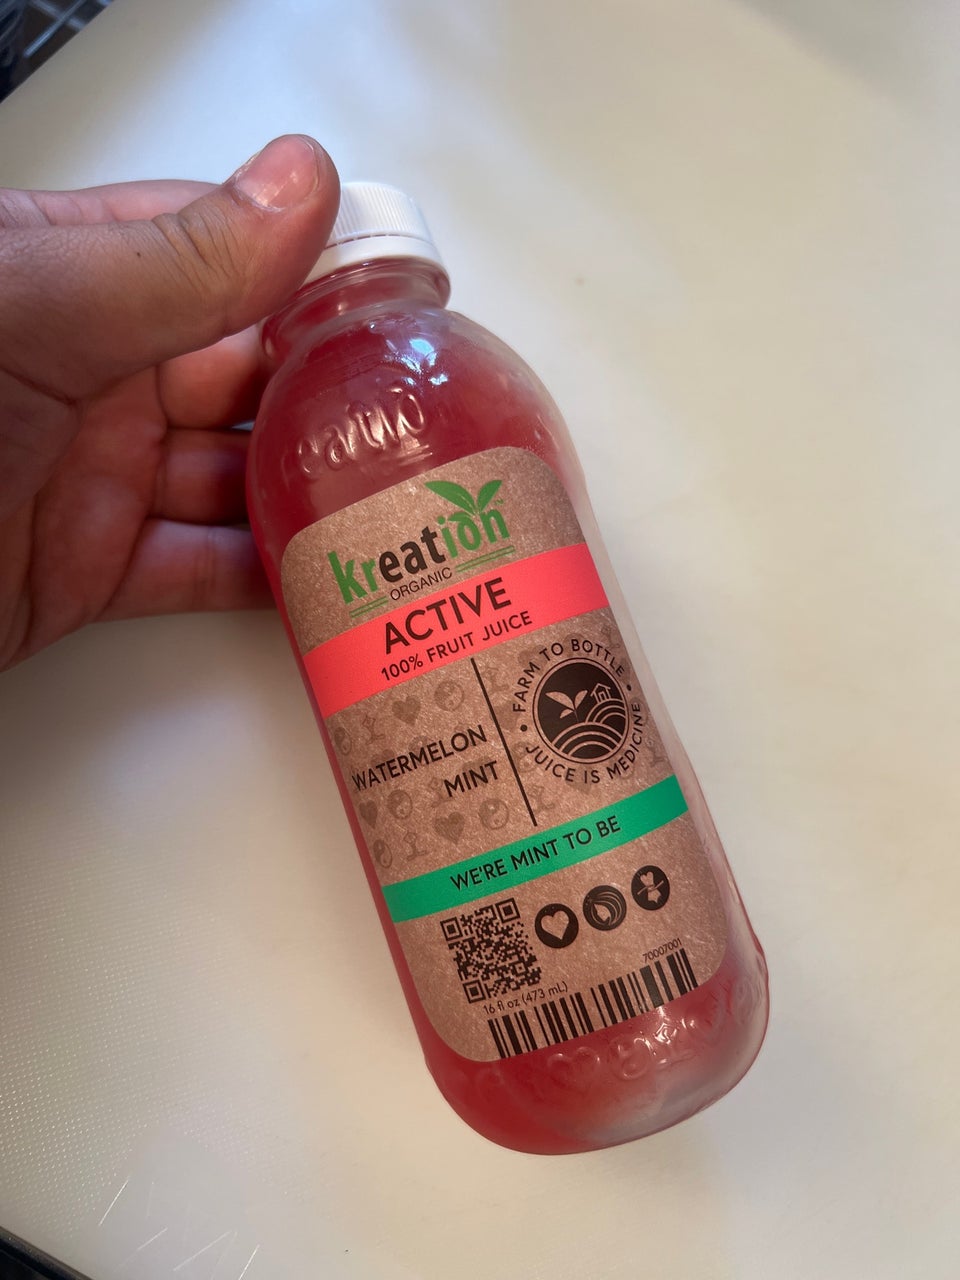 eatio
kreation
ORGANIC
ACTIVE
100% FRUIT JUICE
WATERMELON
MINT
FARM TO BOTTLE
JUICE IS MEDICINE
WE'RE MINT TO BE
70007001
16 fl oz (473 mL)